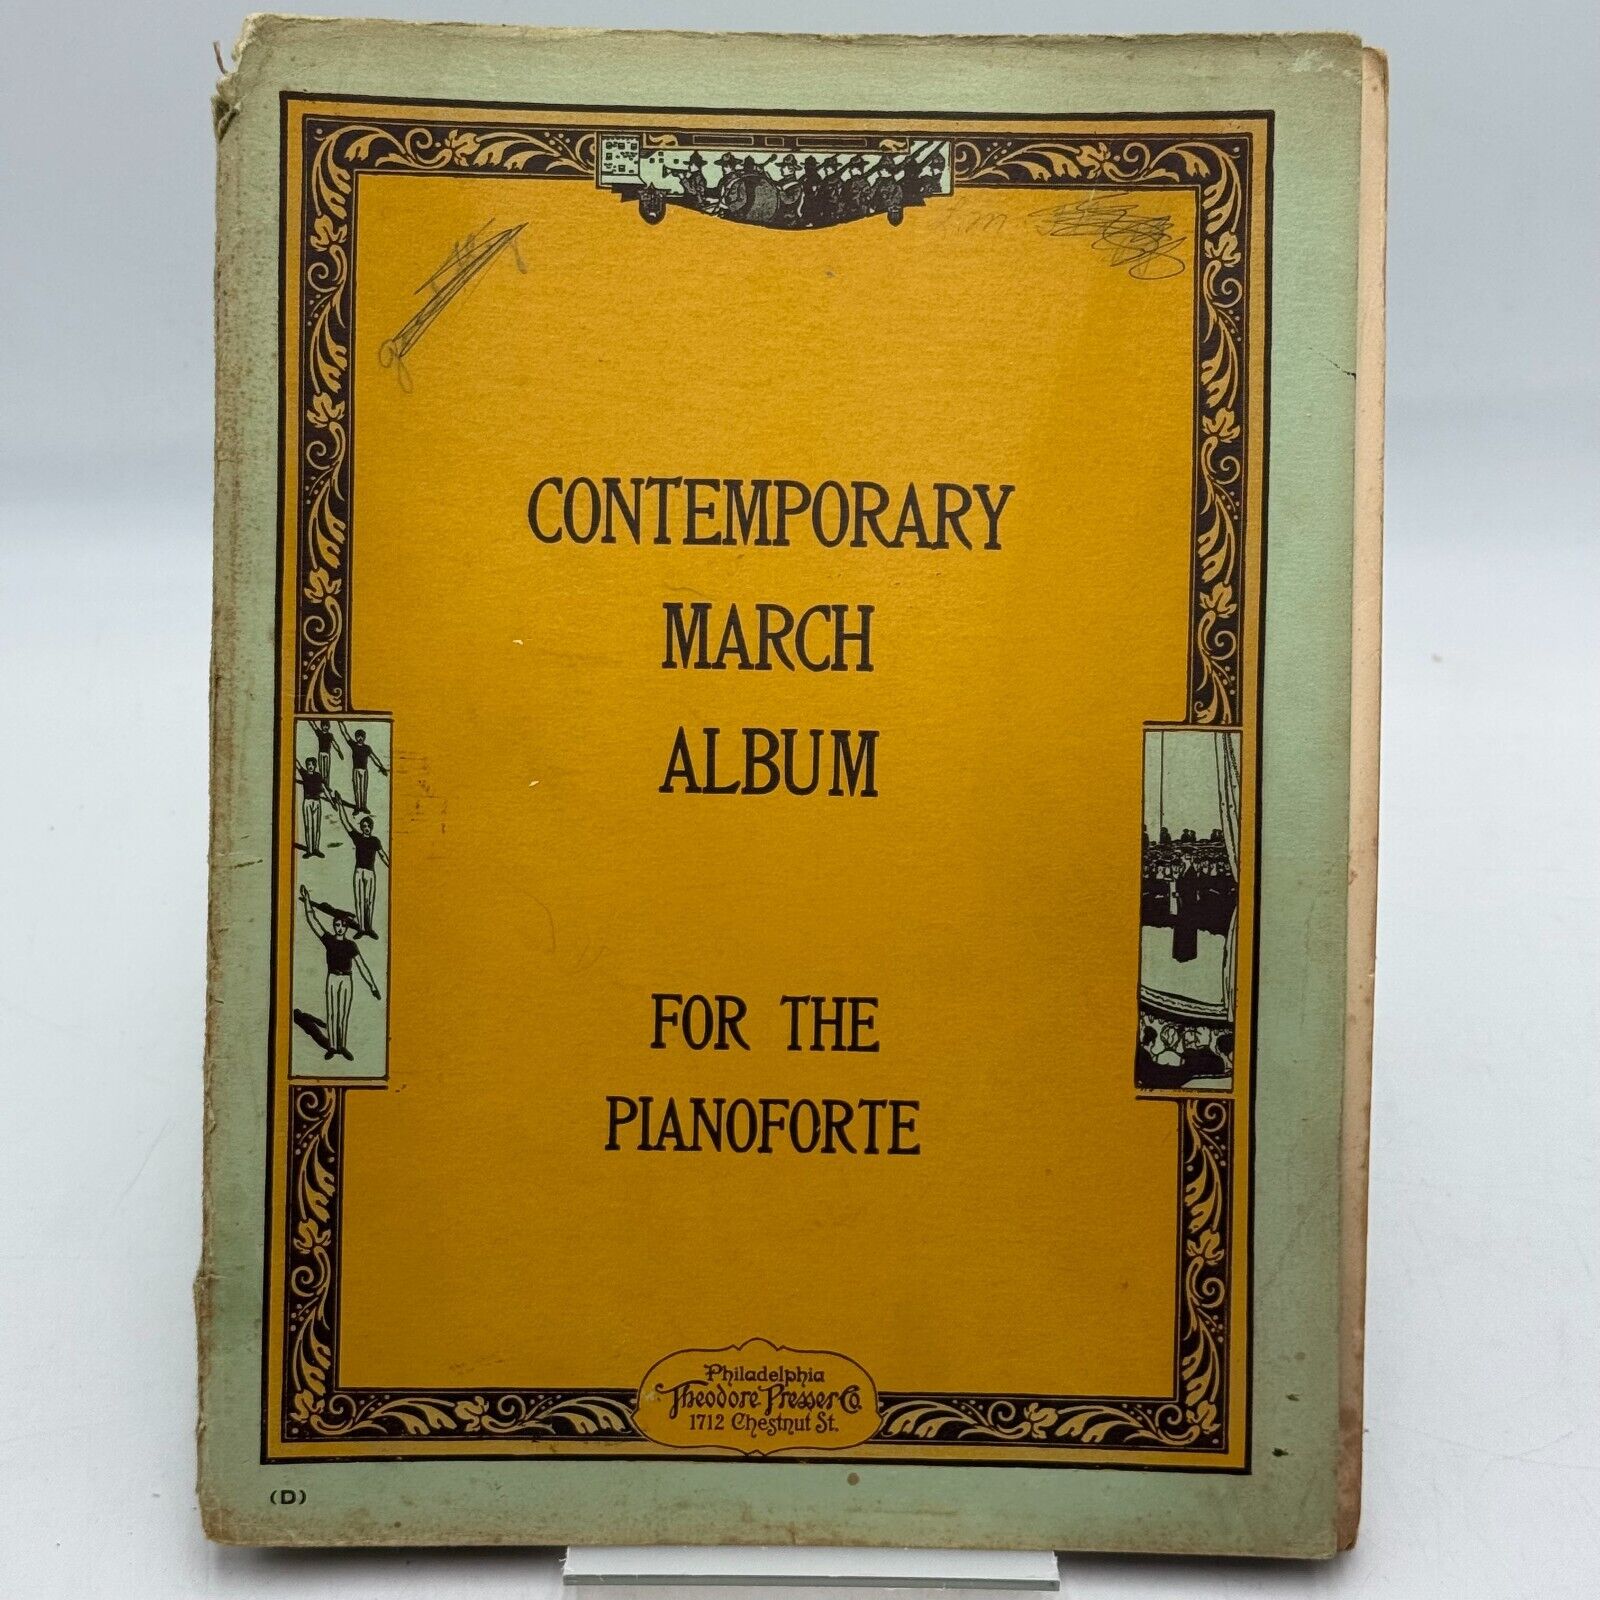 CONTEMPORARY
MARCH
ALBUM
FOR THE
PIANOFORTE
Philadelphia
Theodore Presser Co.
1712 Chestnut St.
(D)